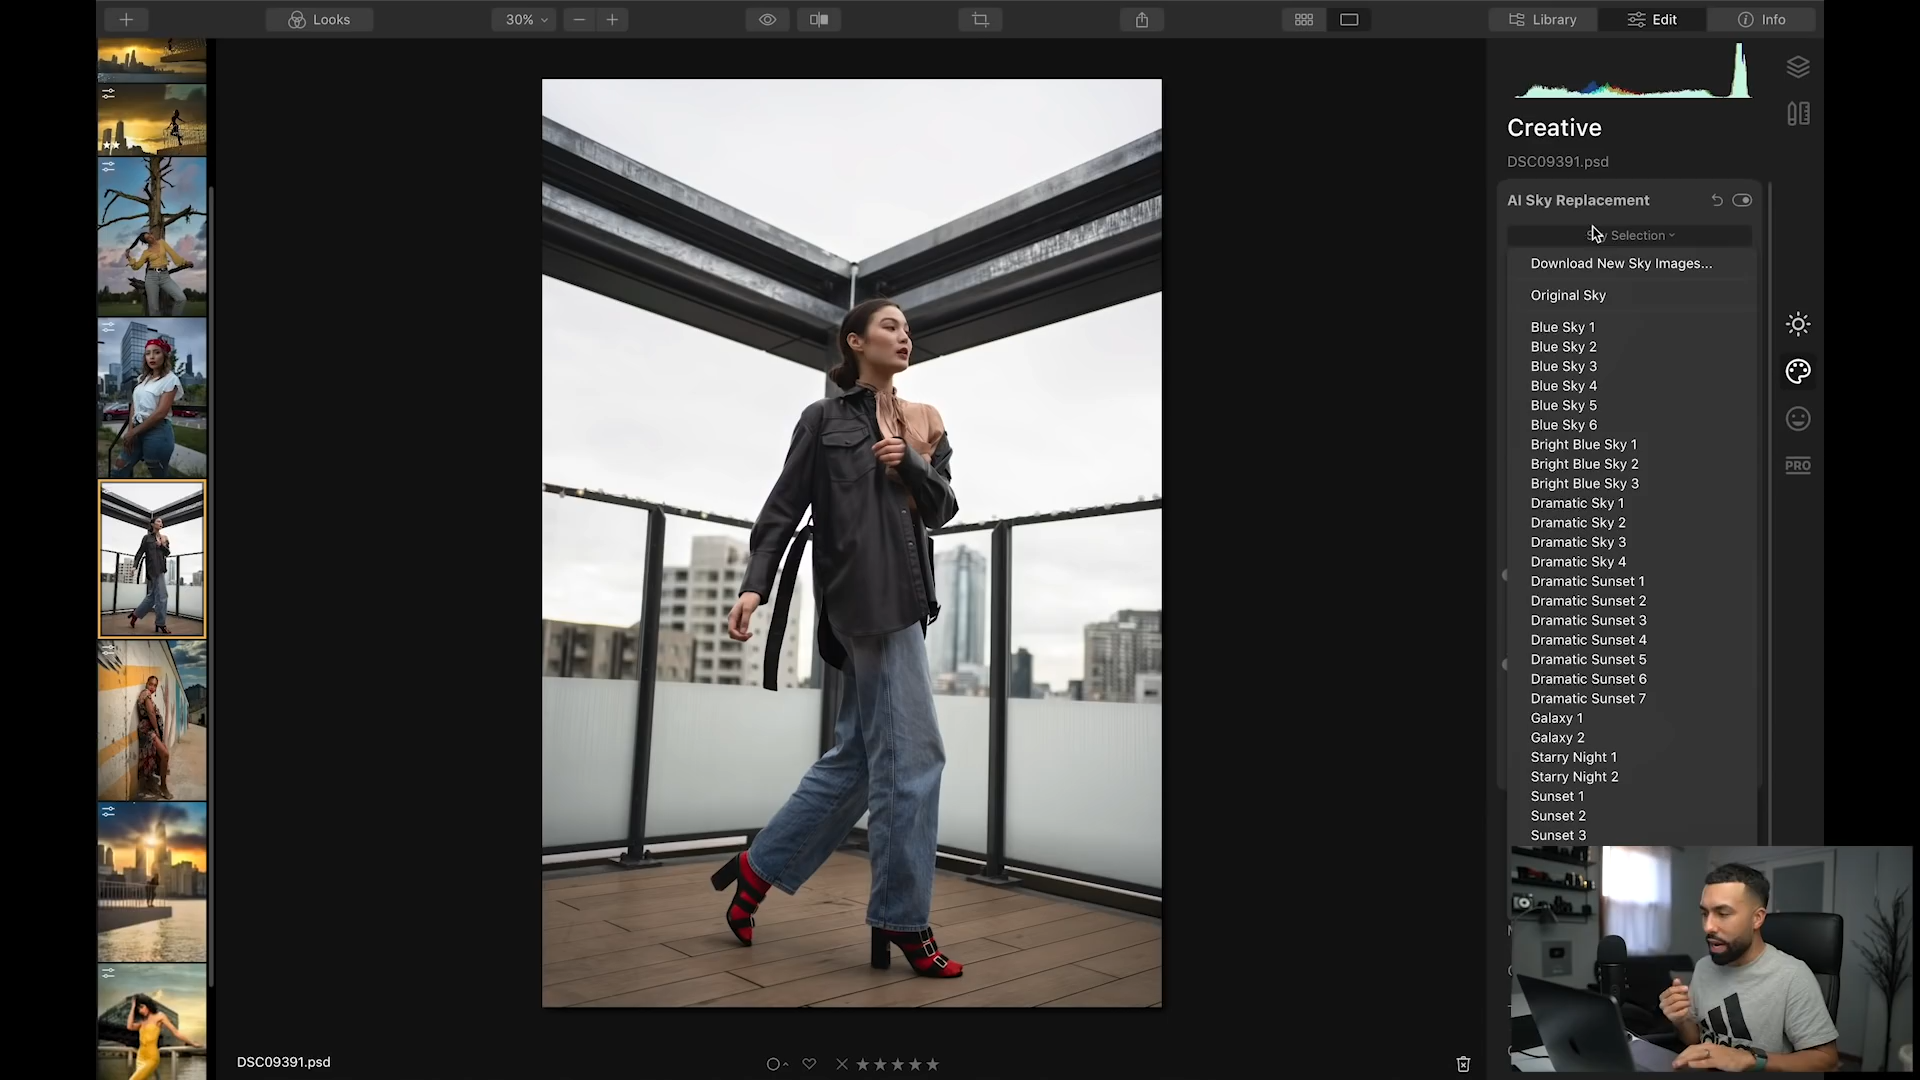 Looks
30%
Library
Edit
Info
Creative
DSC09391.psd
AI Sky Replacement
Selection
Download New Sky Images...
Original Sky
Blue Sky 1
Blue Sky 2
Blue Sky 3
Blue Sky 4
Blue Sky 5
Blue Sky 6
Bright Blue Sky 1
Bright Blue Sky 2
Bright Blue Sky 3
Dramatic Sky 1
Dramatic Sky 2
Dramatic Sky 3
Dramatic Sky 4
Dramatic Sunset 1
Dramatic Sunset 2
Dramatic Sunset 3
Dramatic Sunset 4
Dramatic Sunset 5
Dramatic Sunset 6
Dramatic Sunset 7
Galaxy 1
Galaxy 2
Starry Night 1
Starry Night 2
Sunset 1
Sunset 2
Sunset 3
PRO
adidas
DSC09391.psd